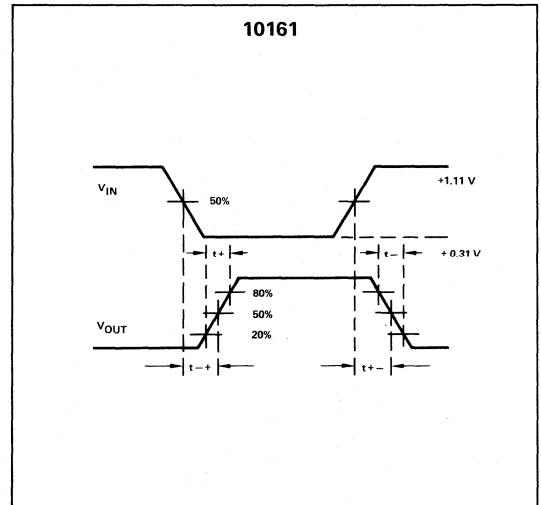 10161
VIN
50%
+1.11 V
t+
t−
+ 0.31 V
80%
50%
VOUT
20%
t−+
t+−